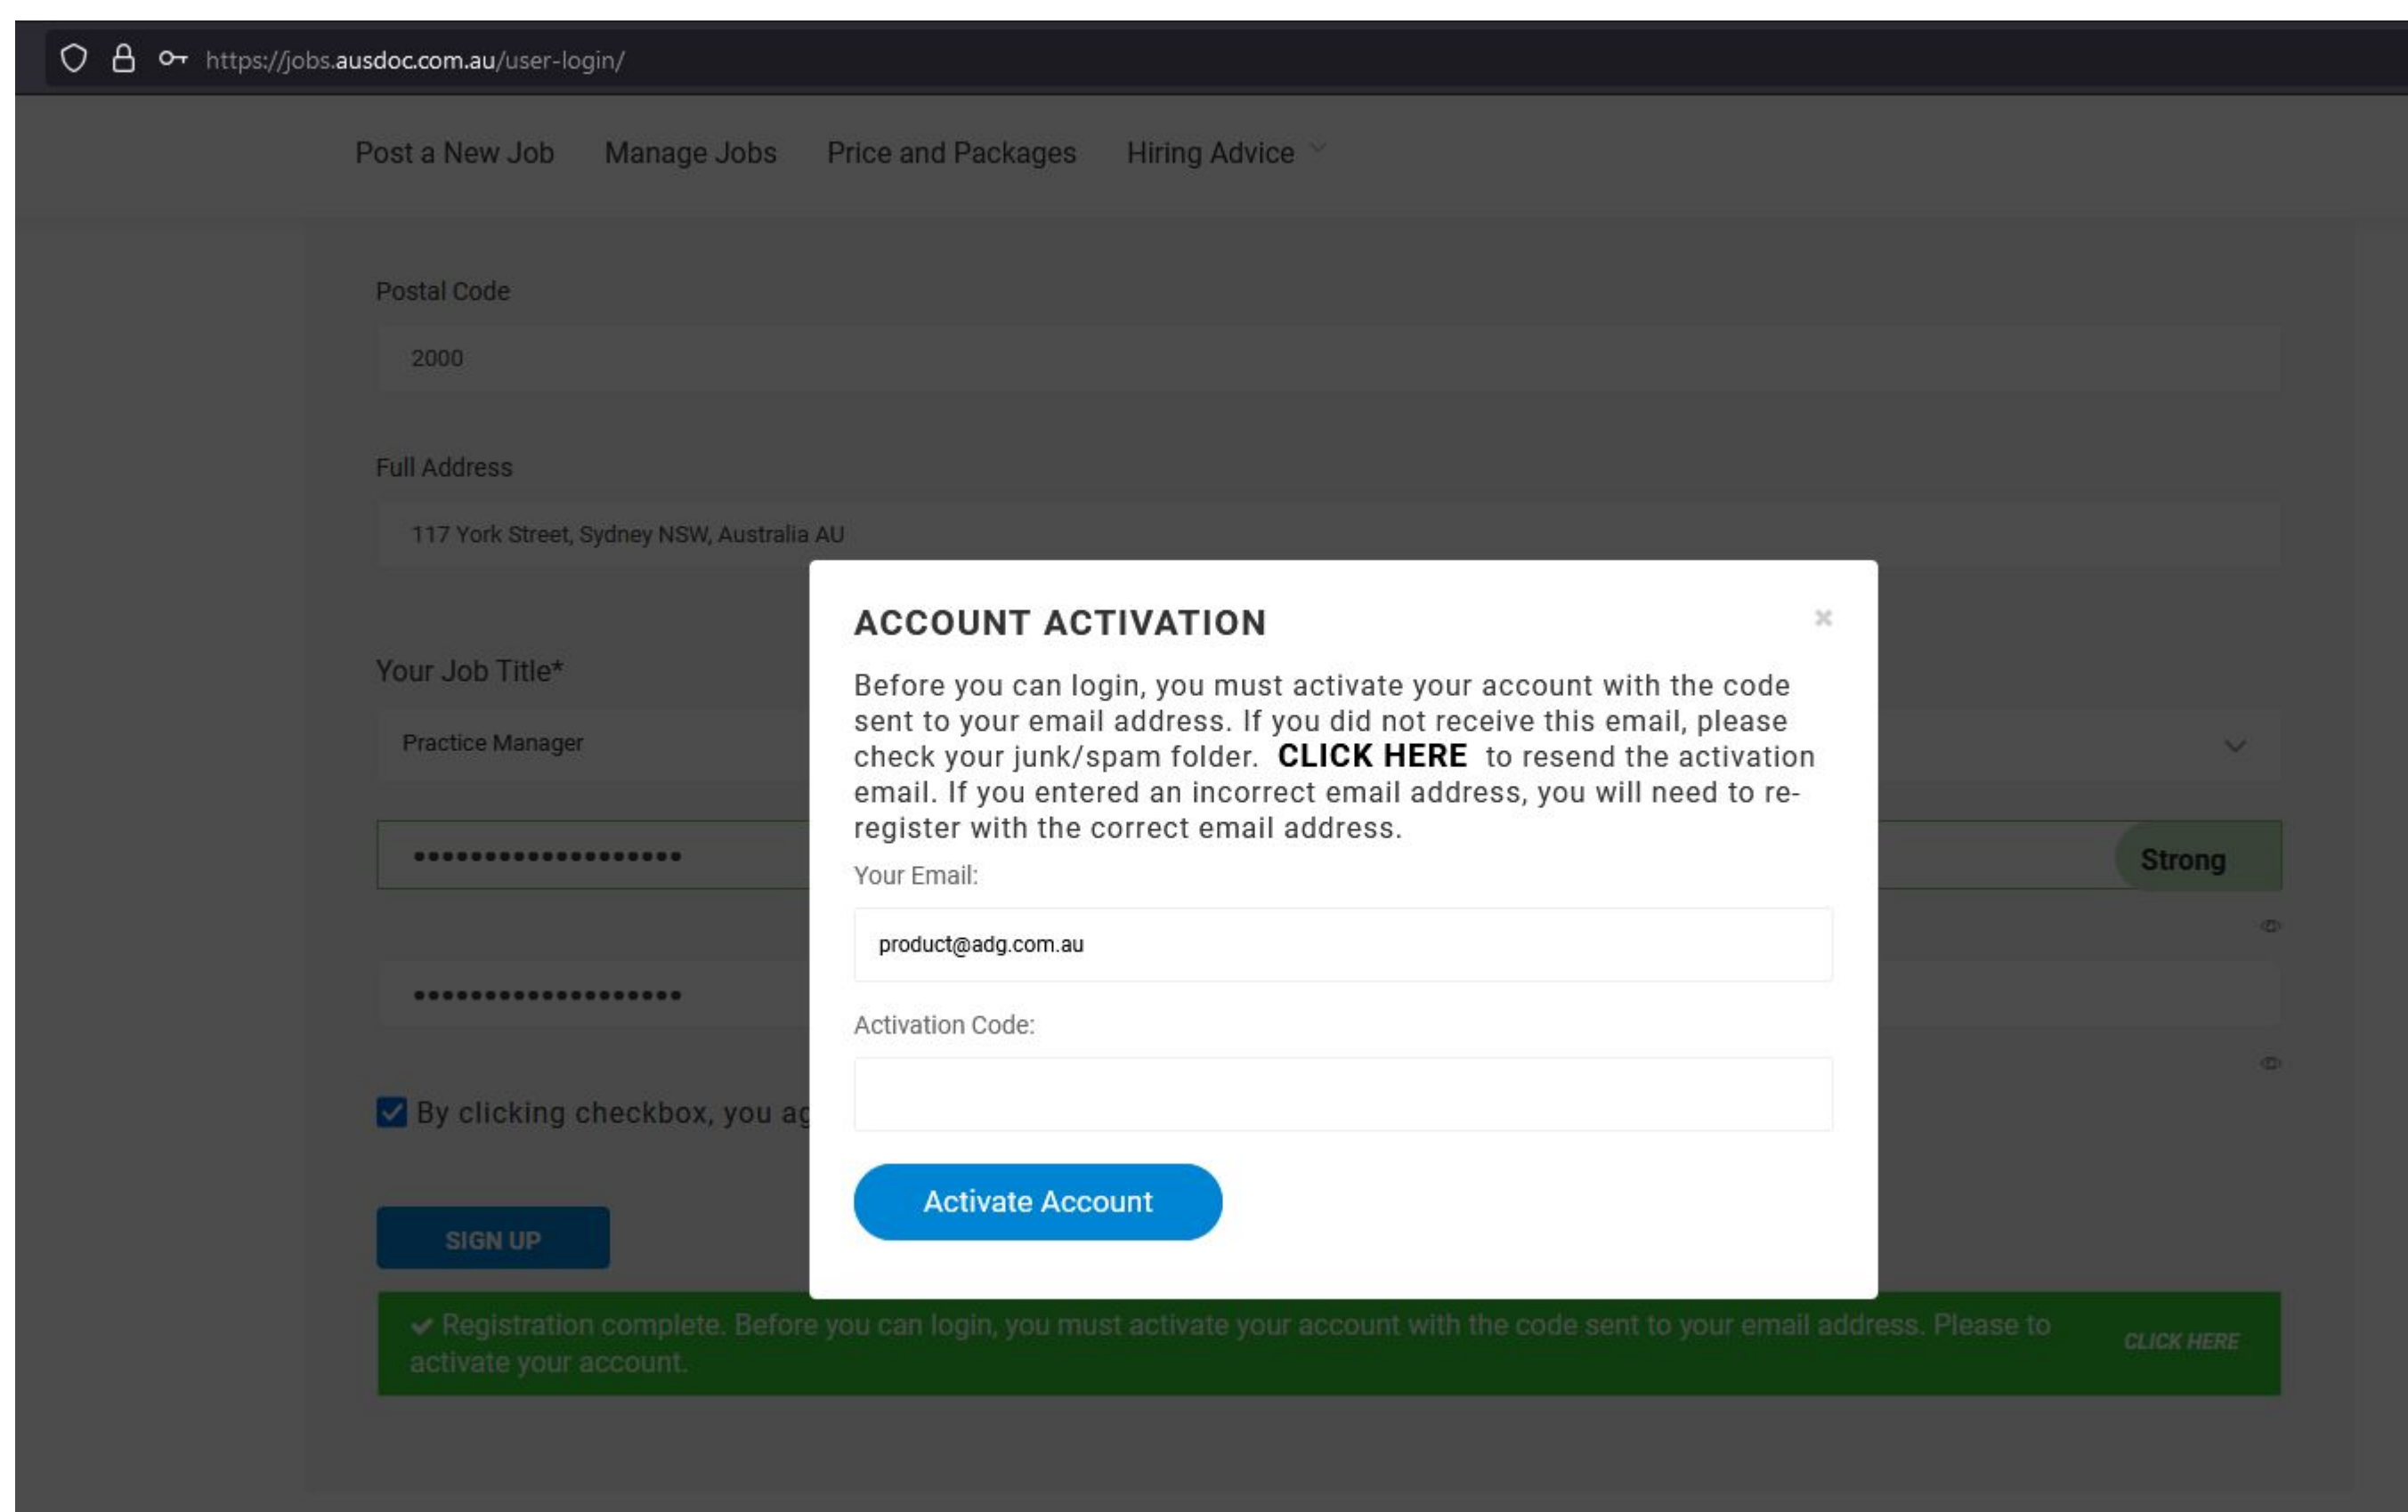 https://jobs.ausdoc.com.au/user-login/
Post a New Job Manage Jobs Price and Packages Hiring Advice
Postal Code
2000
Full Address
117 York Street, Sydney NSW, Australia AU
Your Job Title*
Practice Manager
Strong
By clicking checkbox, you ag
SIGN UP
ACCOUNT ACTIVATION
Before you can login, you must activate your account with the code
sent to your email address. If you did not receive this email, please
check your junk/spam folder. CLICK HERE to resend the activation
email. If you entered an incorrect email address, you will need to re-
register with the correct email address.
Your Email:
product@adg.com.au
Activation Code:
Activate Account
Registration complete. Before you can login, you must activate your account with the code sent to your email address. Please to
activate your account.
CLICK HERE